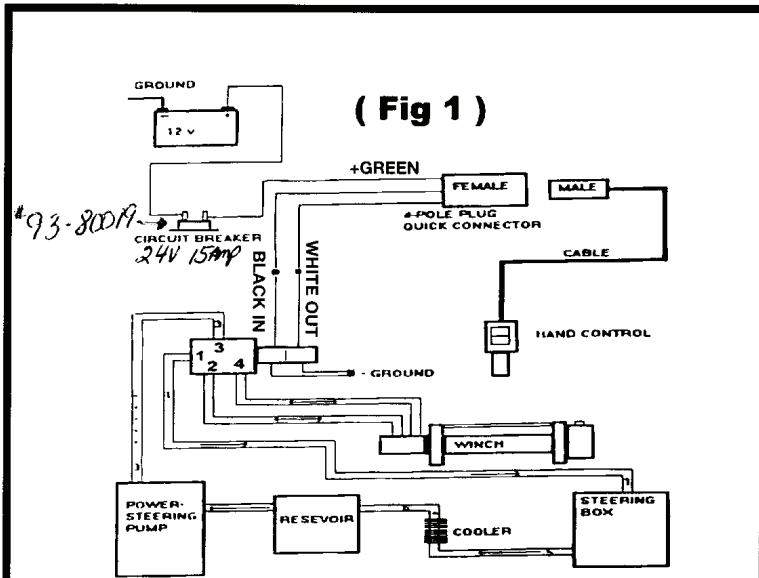 GROUND
( Fig 1 )
12 v
+GREEN
FEMALE
MALE
4-POLE PLUG
QUICK CONNECTOR
#93-80019
CIRCUIT BREAKER
24V 15Amp
BLACK IN
WHITE OUT
CABLE
HAND CONTROL
1
3
2
4
- GROUND
WINCH
POWER-
STEERING
PUMP
RESEVOIR
COOLER
STEERING
BOX